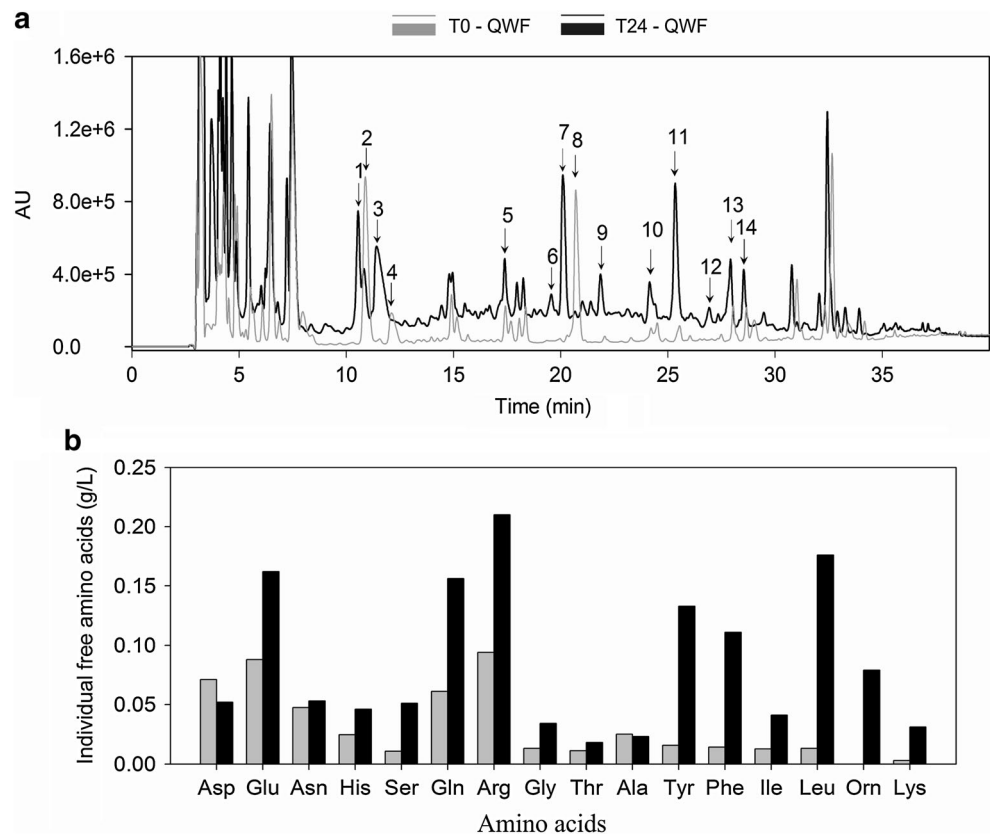 a
T0 - QWF T24 - QWF
1.6e+6
1.2e+6
8.0e+5
4.0e+5
0.0
AU
1 2 3 4 5 6 7 8 9 10 11 12 13 14
0 5 10 15 20 25 30 35
Time (min)
b
0.25
0.20
0.15
0.10
0.05
0.00
Individual free amino acids (g/L)
Asp Glu Asn His Ser Gln Arg Gly Thr Ala Tyr Phe Ile Leu Orn Lys
Amino acids